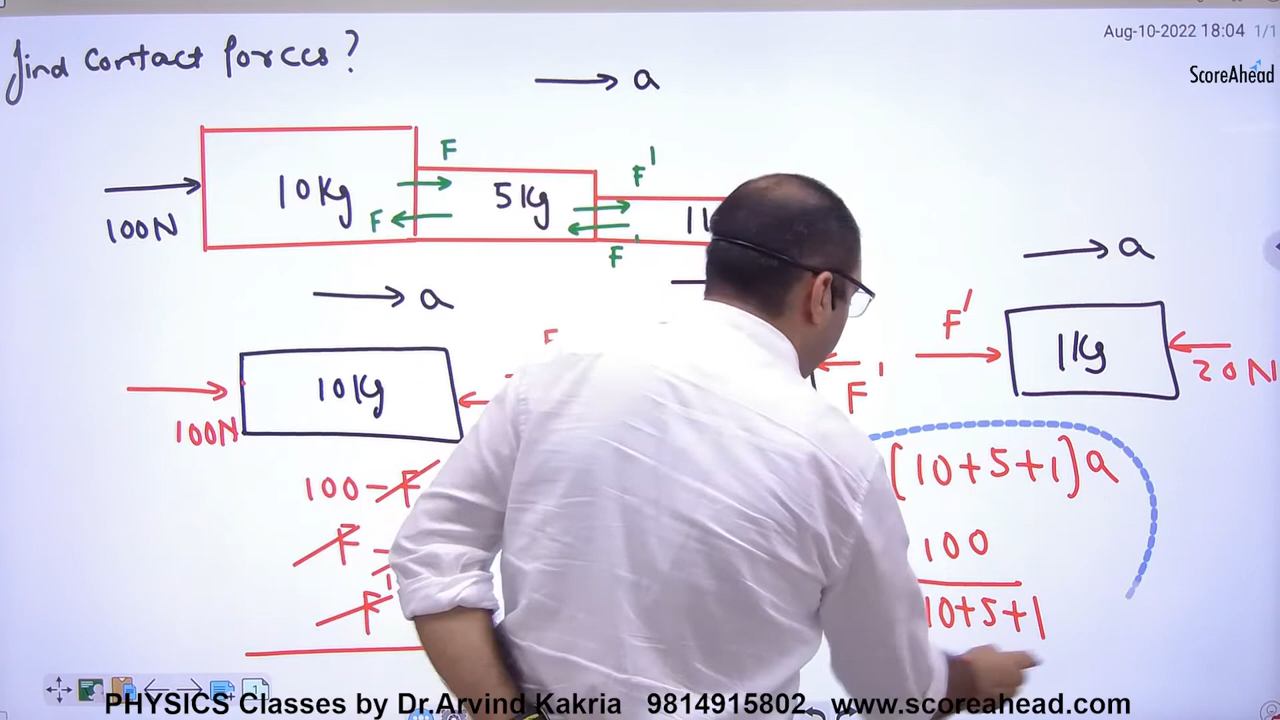 Aug-10-2022 18:04 1/1
find contact forces?
ScoreAhead
a
F
F'
100N
10Kg
F
5Kg
F'
a
a
F'
100N
10Kg
F'
1Kg
20N
100-F
(10+5+1)a
F
100
F'
10+5+1
PHYSICS Classes by Dr.Arvind Kakria 9814915802 www.scoreahead.com